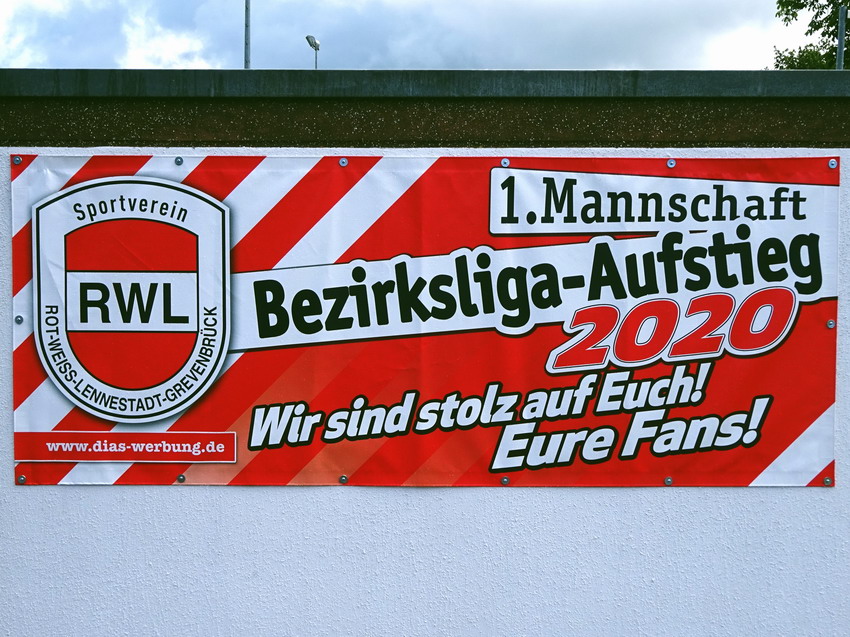 Sportverein
RWL
ROT-WEISS-LENNESTADT-GREVENBRÜCK
www.dias-werbung.de
1.Mannschaft
Bezirksliga-Aufstieg
2020
Wir sind stolz auf Euch!
Eure Fans!